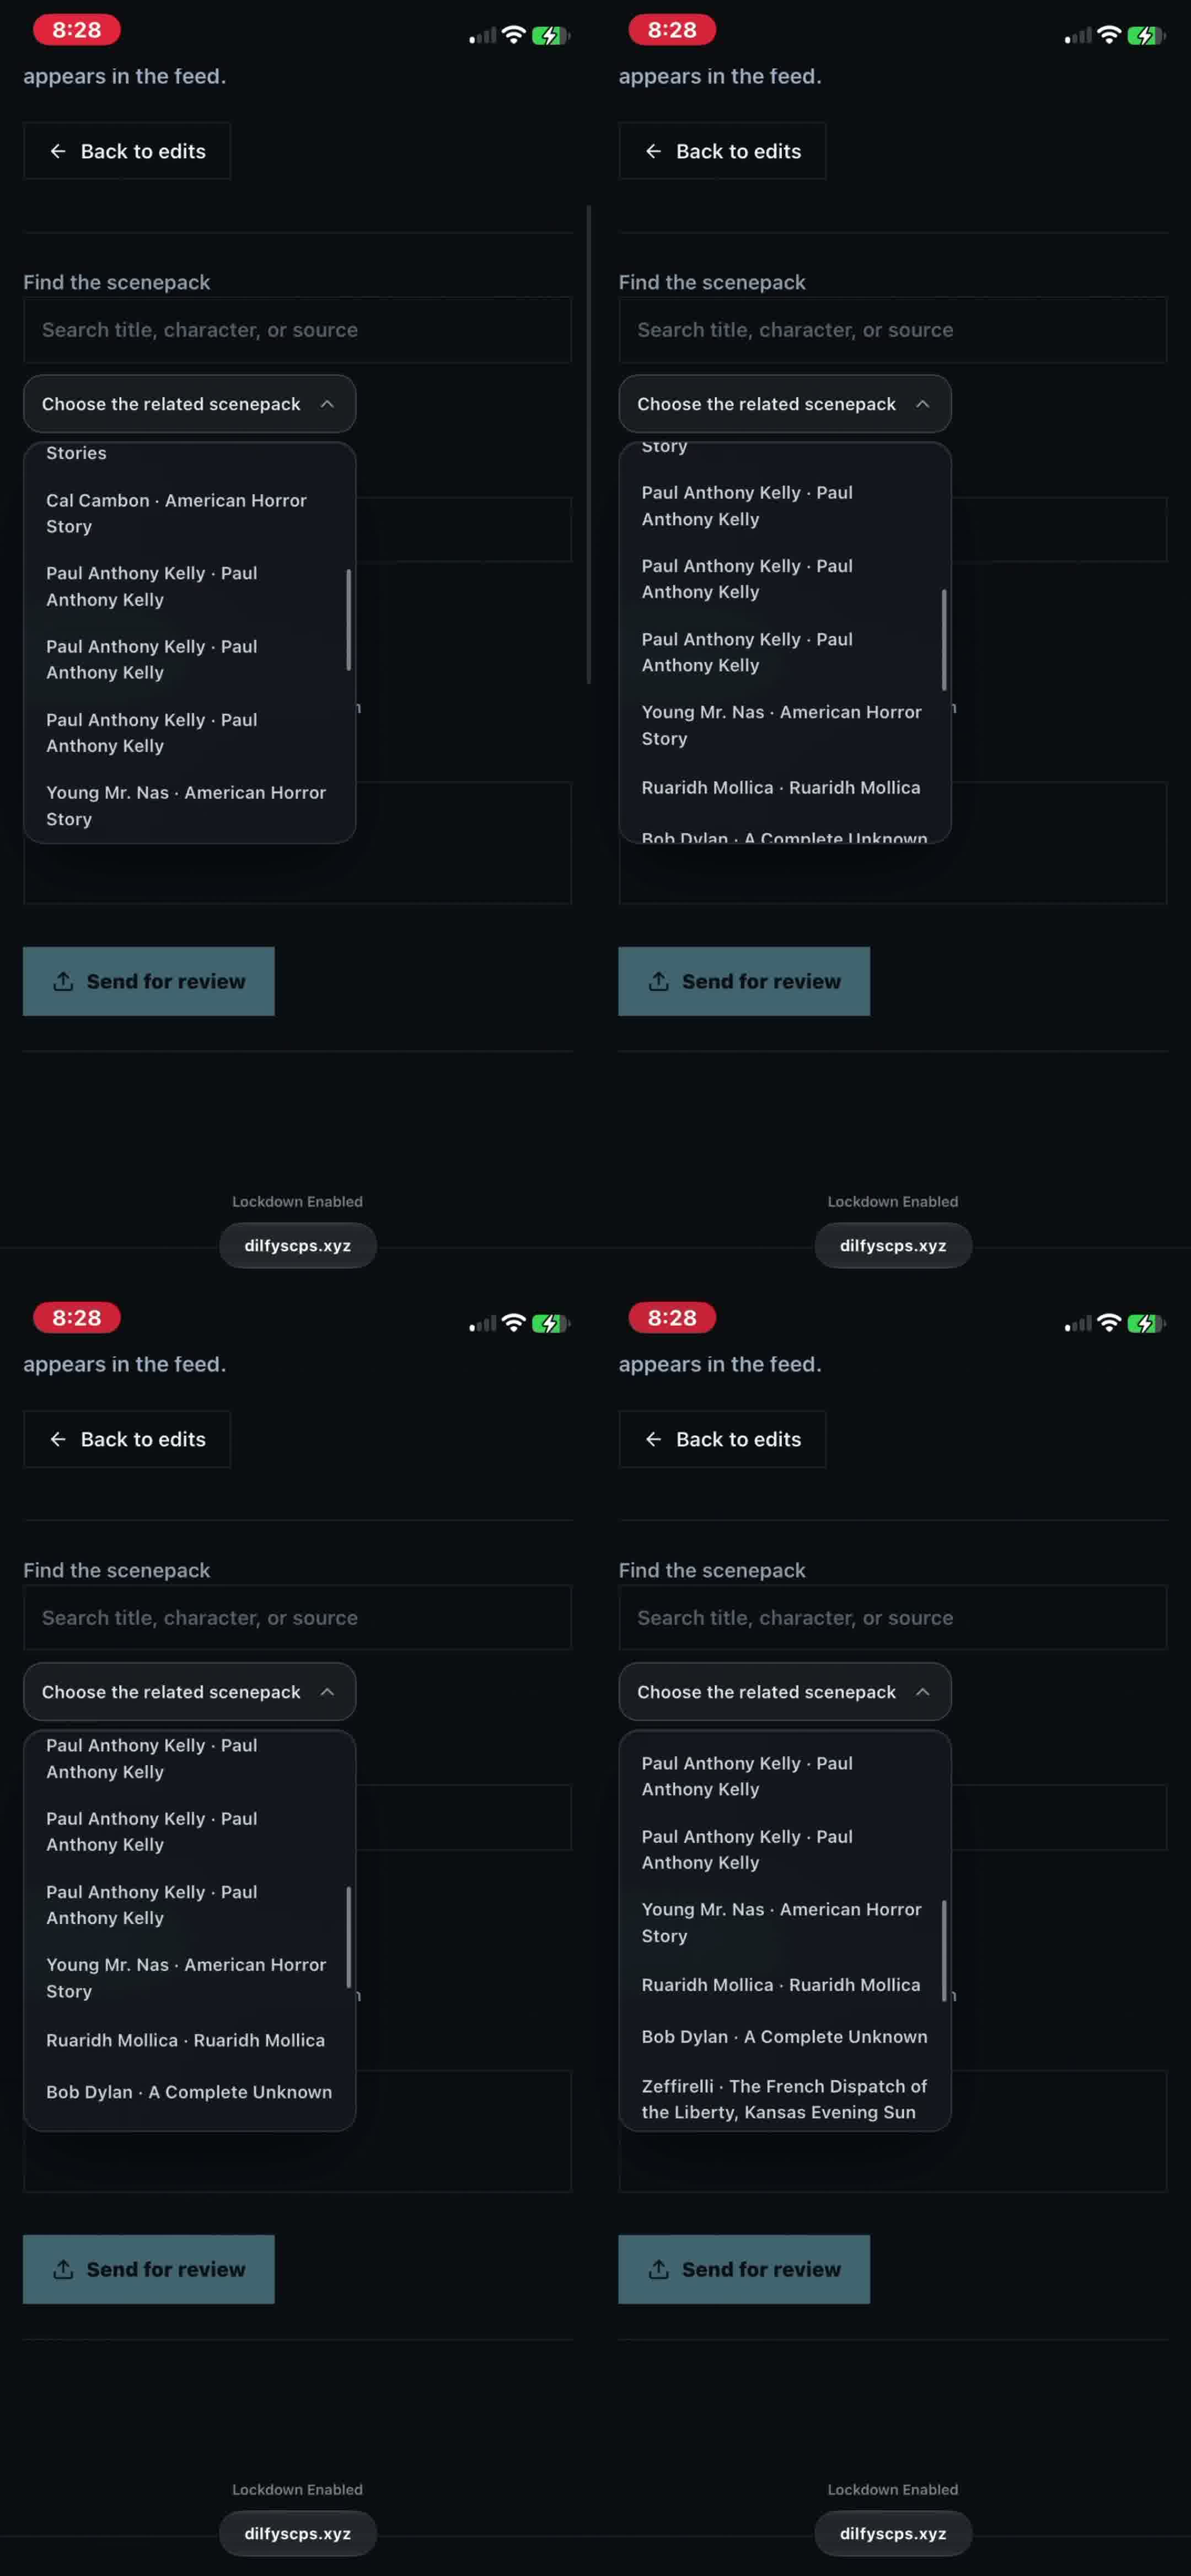 8:28
appears in the feed.
← Back to edits
Find the scenepack
Search title, character, or source
Choose the related scenepack
Stories
Cal Cambon · American Horror
Story
Paul Anthony Kelly · Paul
Anthony Kelly
Paul Anthony Kelly · Paul
Anthony Kelly
Paul Anthony Kelly · Paul
Anthony Kelly
Young Mr. Nas · American Horror
Story
Send for review
Lockdown Enabled
dilfyscps.xyz
8:28
appears in the feed.
← Back to edits
Find the scenepack
Search title, character, or source
Choose the related scenepack
Story
Paul Anthony Kelly · Paul
Anthony Kelly
Paul Anthony Kelly · Paul
Anthony Kelly
Paul Anthony Kelly · Paul
Anthony Kelly
Young Mr. Nas · American Horror
Story
Ruaridh Mollica · Ruaridh Mollica
Bob Dylan · A Complete Unknown
Send for review
Lockdown Enabled
dilfyscps.xyz
8:28
appears in the feed.
← Back to edits
Find the scenepack
Search title, character, or source
Choose the related scenepack
Paul Anthony Kelly · Paul
Anthony Kelly
Paul Anthony Kelly · Paul
Anthony Kelly
Paul Anthony Kelly · Paul
Anthony Kelly
Young Mr. Nas · American Horror
Story
Ruaridh Mollica · Ruaridh Mollica
Bob Dylan · A Complete Unknown
Send for review
Lockdown Enabled
dilfyscps.xyz
8:28
appears in the feed.
← Back to edits
Find the scenepack
Search title, character, or source
Choose the related scenepack
Paul Anthony Kelly · Paul
Anthony Kelly
Paul Anthony Kelly · Paul
Anthony Kelly
Young Mr. Nas · American Horror
Story
Ruaridh Mollica · Ruaridh Mollica
Bob Dylan · A Complete Unknown
Zeffirelli · The French Dispatch of
the Liberty, Kansas Evening Sun
Send for review
Lockdown Enabled
dilfyscps.xyz